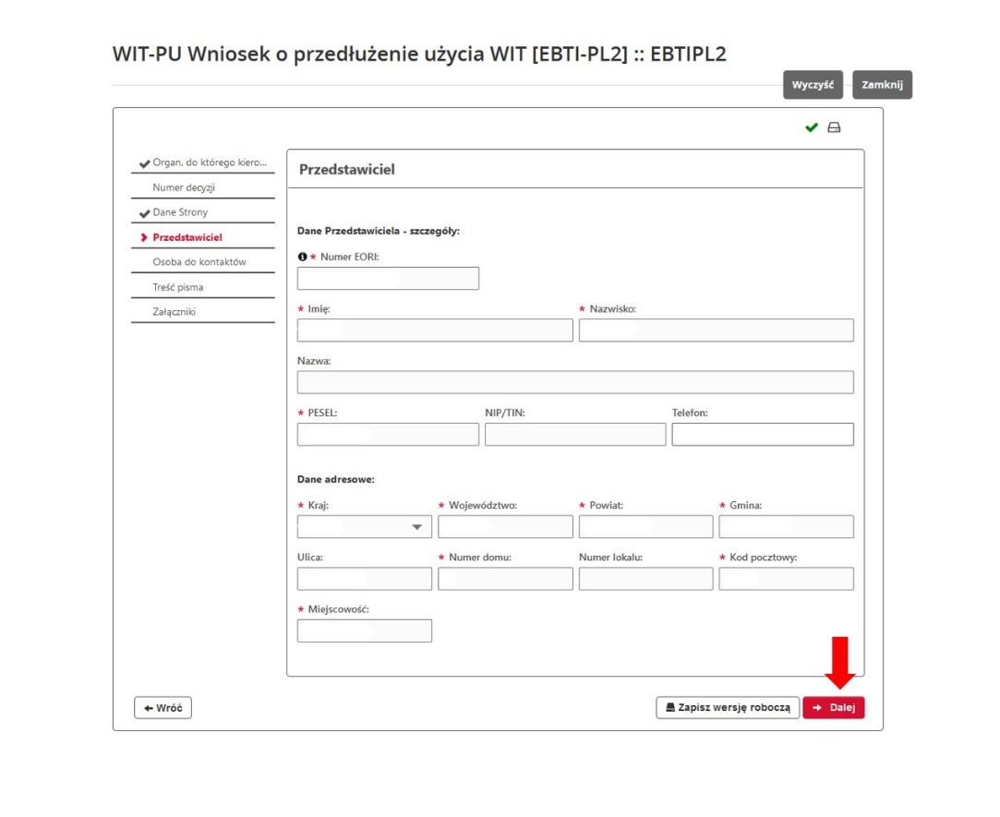 WIT-PU Wniosek o przedłużenie użycia WIT [EBTI-PL2] :: EBTIPL2
Wyczyść Zamknij
Organ, do którego kiero...
Numer decyzji
Dane Strony
Przedstawiciel
Osoba do kontaktów
Treść pisma
Załączniki
Przedstawiciel
Dane Przedstawiciela - szczegóły:
* Numer EORI:
* Imię: * Nazwisko:
Nazwa:
* PESEL: NIP/TIN: Telefon:
Dane adresowe:
* Kraj: * Województwo: * Powiat: * Gmina:
Ulica: * Numer domu: Numer lokalu: * Kod pocztowy:
* Miejscowość:
Wróć Zapisz wersję roboczą Dalej